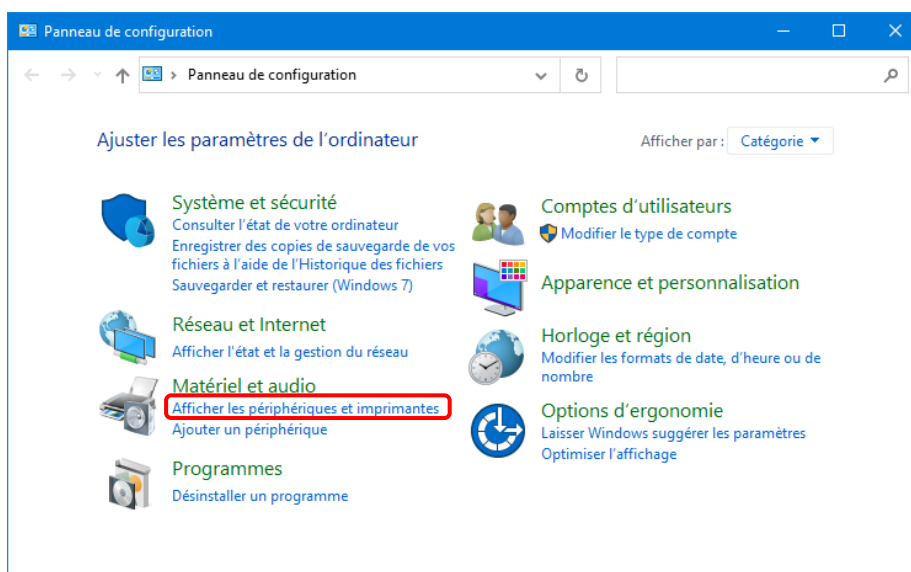 Panneau de configuration
Panneau de configuration
Ajuster les paramètres de l’ordinateur
Afficher par :
Catégorie
Système et sécurité
Consulter l’état de votre ordinateur
Enregistrer des copies de sauvegarde de vos
fichiers à l’aide de l’Historique des fichiers
Sauvegarder et restaurer (Windows 7)
Réseau et Internet
Afficher l'état et la gestion du réseau
Matériel et audio
Afficher les périphériques et imprimantes
Ajouter un périphérique
Programmes
Désinstaller un programme
Comptes d’utilisateurs
Modifier le type de compte
Apparence et personnalisation
Horloge et région
Modifier les formats de date, d’heure ou de
nombre
Options d’ergonomie
Laisser Windows suggérer les paramètres
Optimiser l’affichage